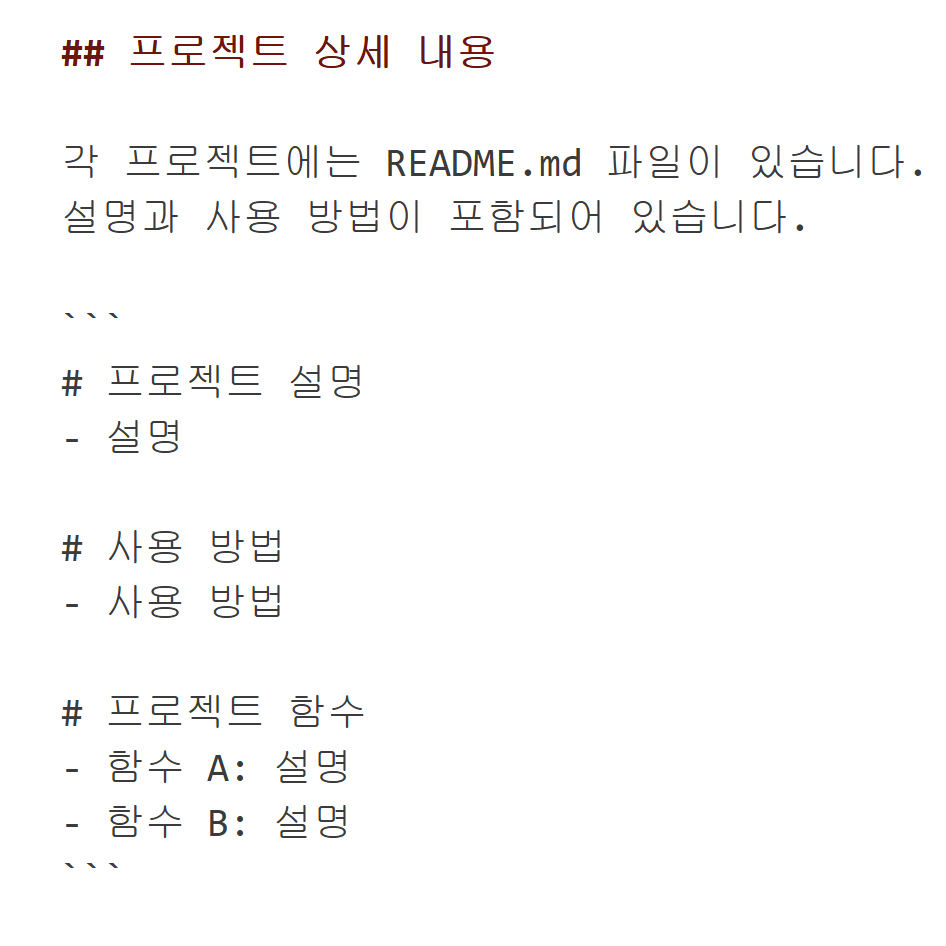 ## 프로젝트 상세 내용
각 프로젝트에는 README.md 파일이 있습니다.
설명과 사용 방법이 포함되어 있습니다.
```
# 프로젝트 설명
- 설명
# 사용 방법
- 사용 방법
# 프로젝트 함수
- 함수 A: 설명
- 함수 B: 설명
```